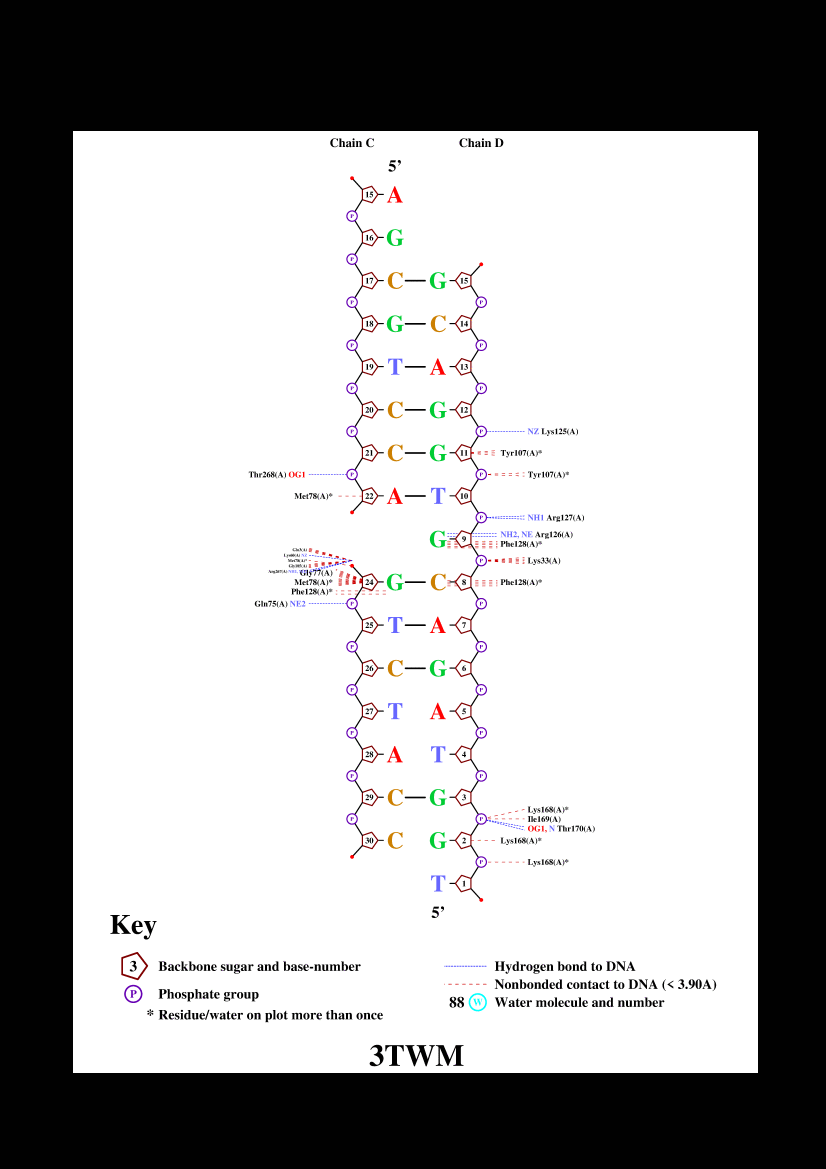 Chain C Chain D
5’
15 A
P
16 G
P
17 C G 15
P P
18 G C 14
P P
19 T A 13
P P
20 C G 12
P P NZ Lys125(A)
21 C G 11 Tyr107(A)*
Thr268(A) OG1 P P Tyr107(A)*
Met78(A)* 22 A T 10
P NH1 Arg127(A)
G 9 NH2, NE Arg126(A)
Phe128(A)*
P Lys33(A)
Gly77(A)
Met78(A)* 24 G C 8 Phe128(A)*
Phe128(A)*
Gln75(A) NE2 P P
25 T A 7
P P
26 C G 6
P P
27 T A 5
P P
28 A T 4
P P
29 C G 3
Lys168(A)*
P P Ile169(A)
OG1, N Thr170(A)
30 C G 2 Lys168(A)*
P Lys168(A)*
T 1
5’
Key
3 Backbone sugar and base-number
P Phosphate group
* Residue/water on plot more than once
Hydrogen bond to DNA
Nonbonded contact to DNA (< 3.90A)
88 W Water molecule and number
3TWM